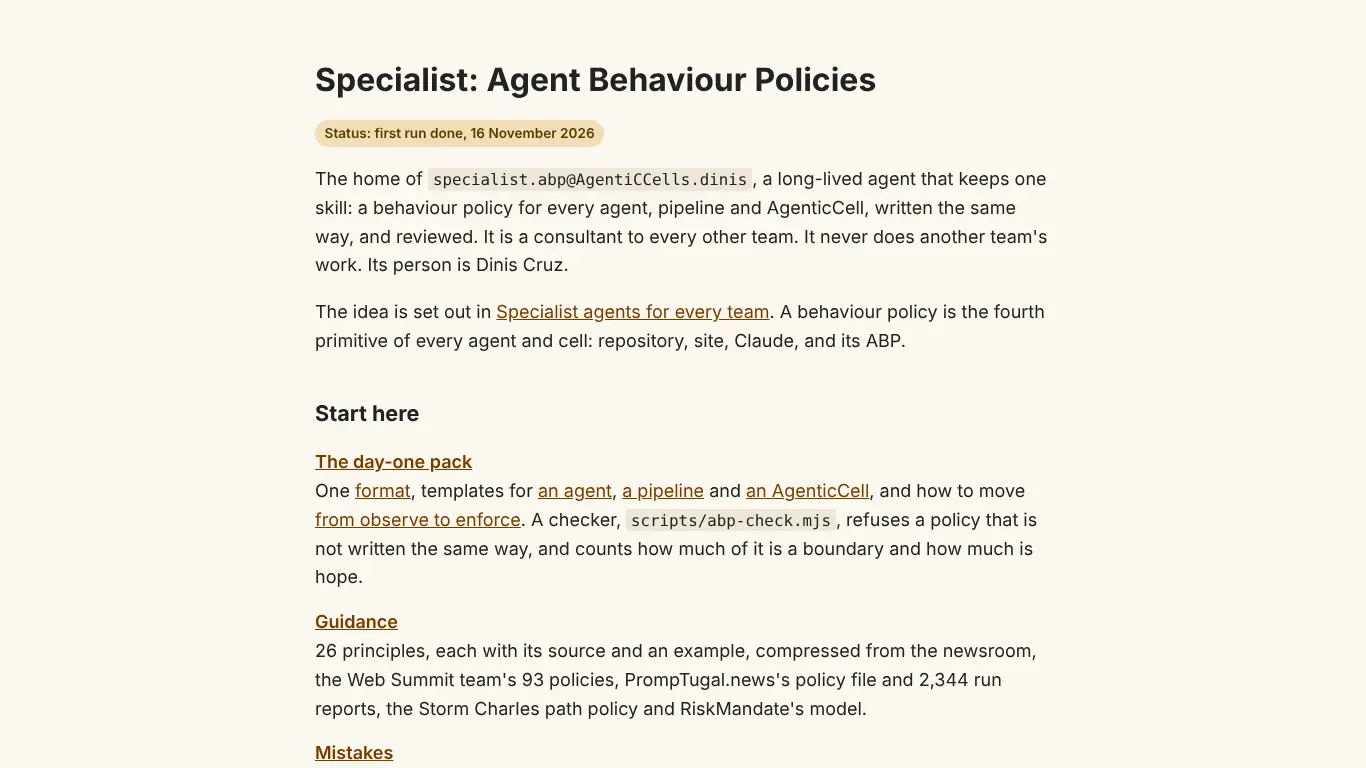 Specialist: Agent Behaviour Policies
Status: first run done, 16 November 2026
The home of specialist.abp@AgentiCCells.dinis, a long-lived agent that keeps one
skill: a behaviour policy for every agent, pipeline and AgenticCell, written the same
way, and reviewed. It is a consultant to every other team. It never does another team's
work. Its person is Dinis Cruz.
The idea is set out in Specialist agents for every team. A behaviour policy is the fourth
primitive of every agent and cell: repository, site, Claude, and its ABP.
Start here
The day-one pack
One format, templates for an agent, a pipeline and an AgenticCell, and how to move
from observe to enforce. A checker, scripts/abp-check.mjs, refuses a policy that is
not written the same way, and counts how much of it is a boundary and how much is
hope.
Guidance
26 principles, each with its source and an example, compressed from the newsroom,
the Web Summit team's 93 policies, PrompTugal.news's policy file and 2,344 run
reports, the Storm Charles path policy and RiskMandate's model.
Mistakes